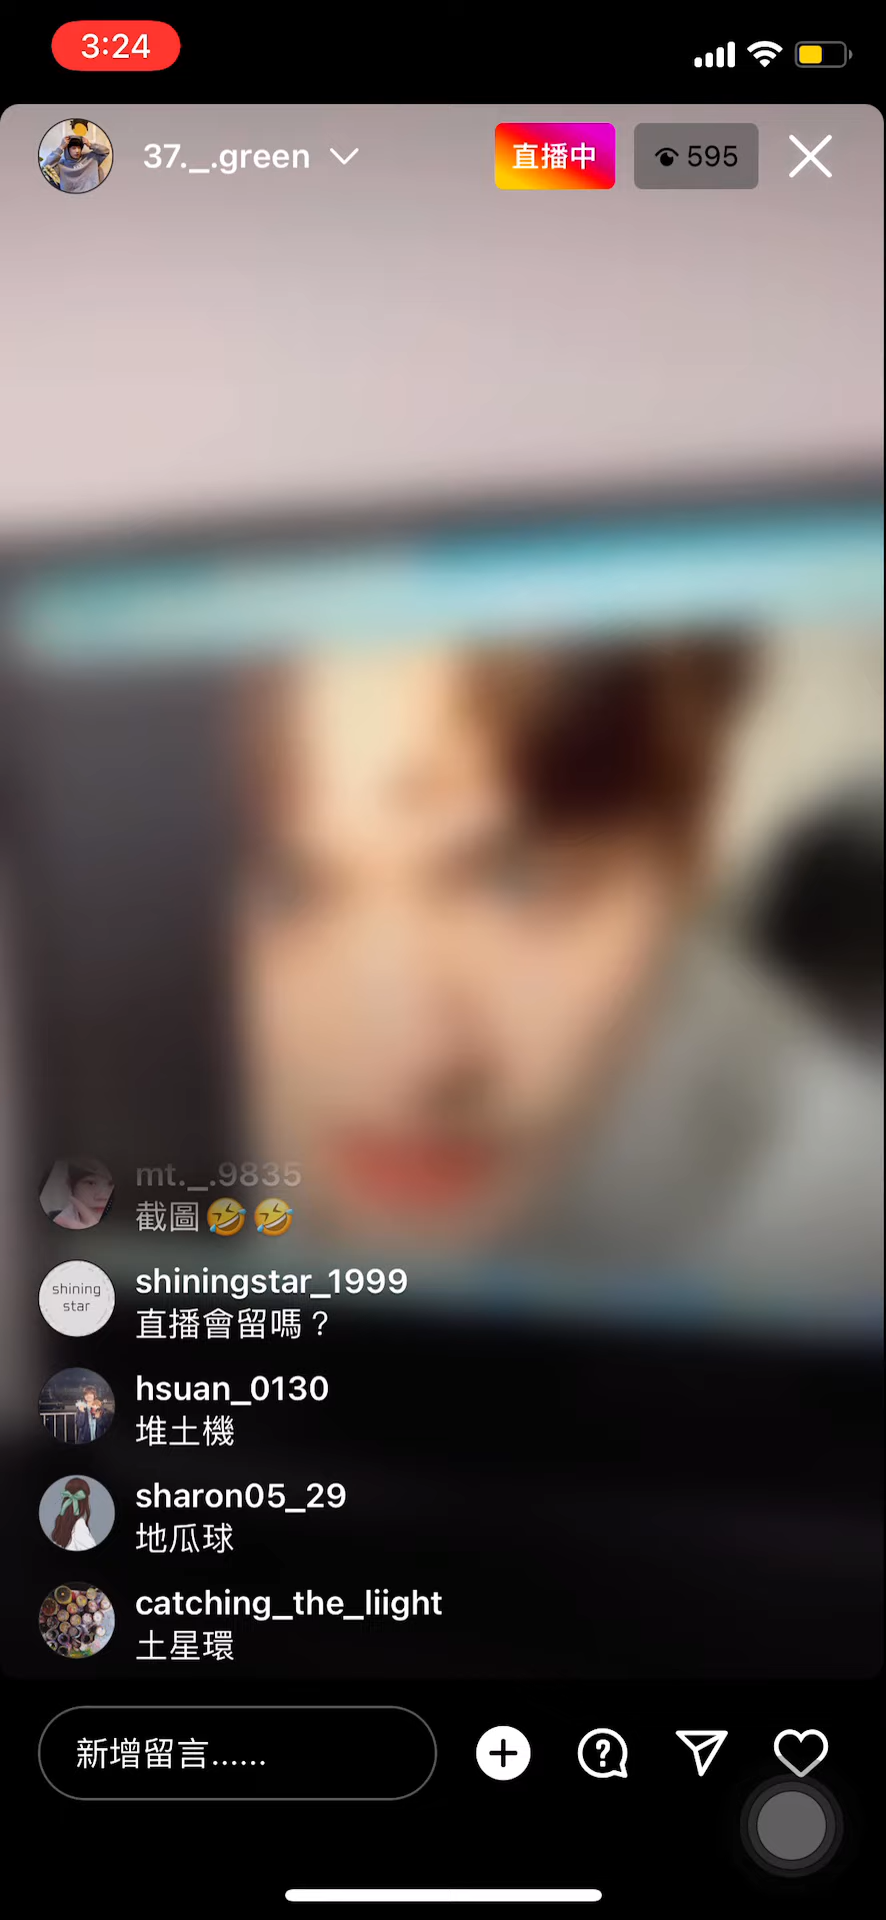 3:24
37._.green
直播中
595
mt._.9835
截圖🤣🤣
shining
star
shiningstar_1999
直播會留嗎？
hsuan_0130
堆土機
sharon05_29
地瓜球
catching_the_liight
土星環
新增留言......